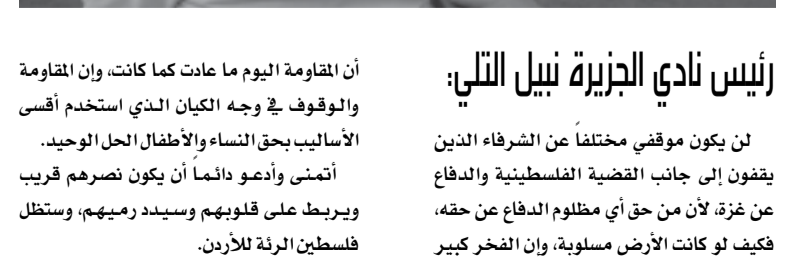 رئيس نادي الجزيرة نبيل التلي:
لن يكون موقفي مختلفاً عن الشرفاء الذين
يقفون إلى جانب القضية الفلسطينية والدفاع
عن غزة، لأن من حق أي مظلوم الدفاع عن حقه،
فكيف لو كانت الأرض مسلوبة، وإن الفخر كبير
أن المقاومة اليوم ما عادت كما كانت، وإن المقاومة
والوقوف في وجه الكيان الذي استخدم أقسى
الأساليب بحق النساء والأطفال الحل الوحيد.
أتمنى وأدعو دائماً أن يكون نصرهم قريب
ويربط على قلوبهم وسيدد رميهم، وستظل
فلسطين الرئة للأردن.